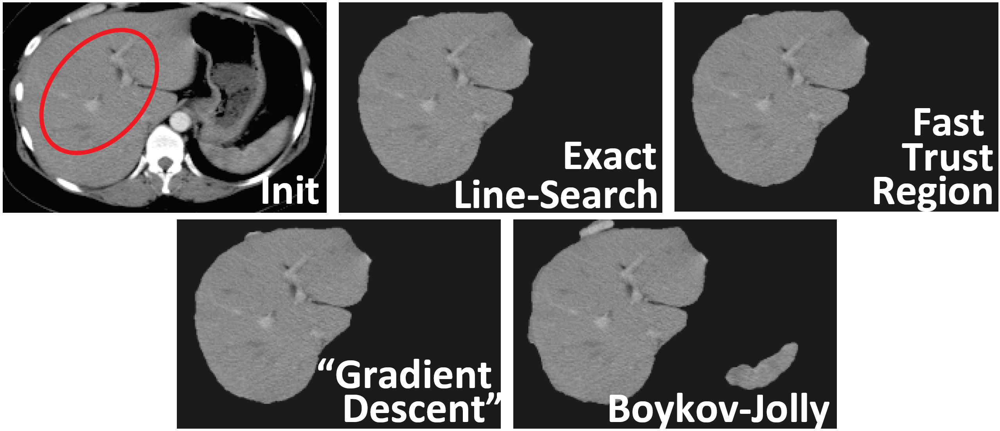 Init
Exact
Line-Search
Fast
Trust
Region
“Gradient
Descent”
Boykov-Jolly